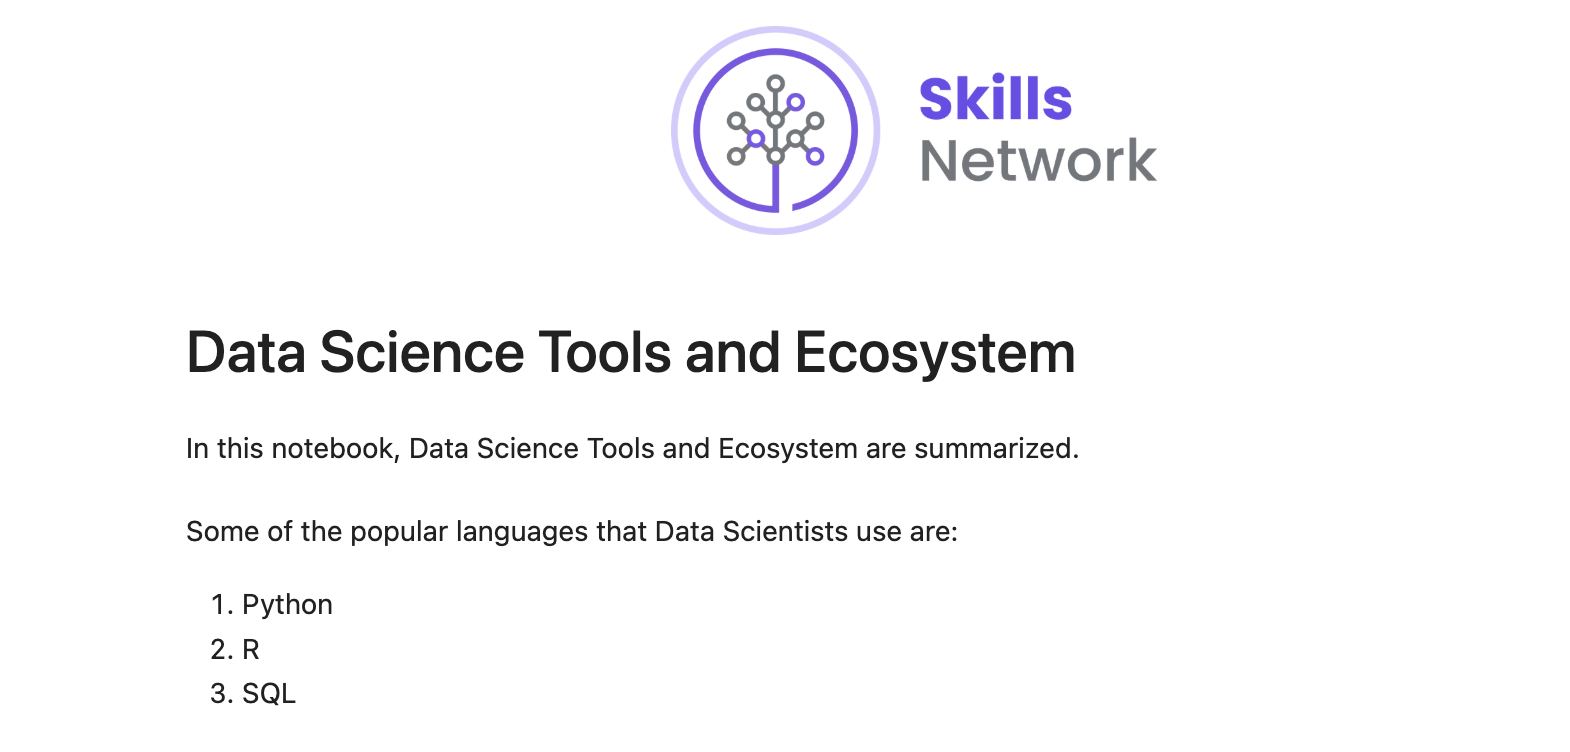 Skills
Network
Data Science Tools and Ecosystem
In this notebook, Data Science Tools and Ecosystem are summarized.
Some of the popular languages that Data Scientists use are:
1. Python
2. R
3. SQL